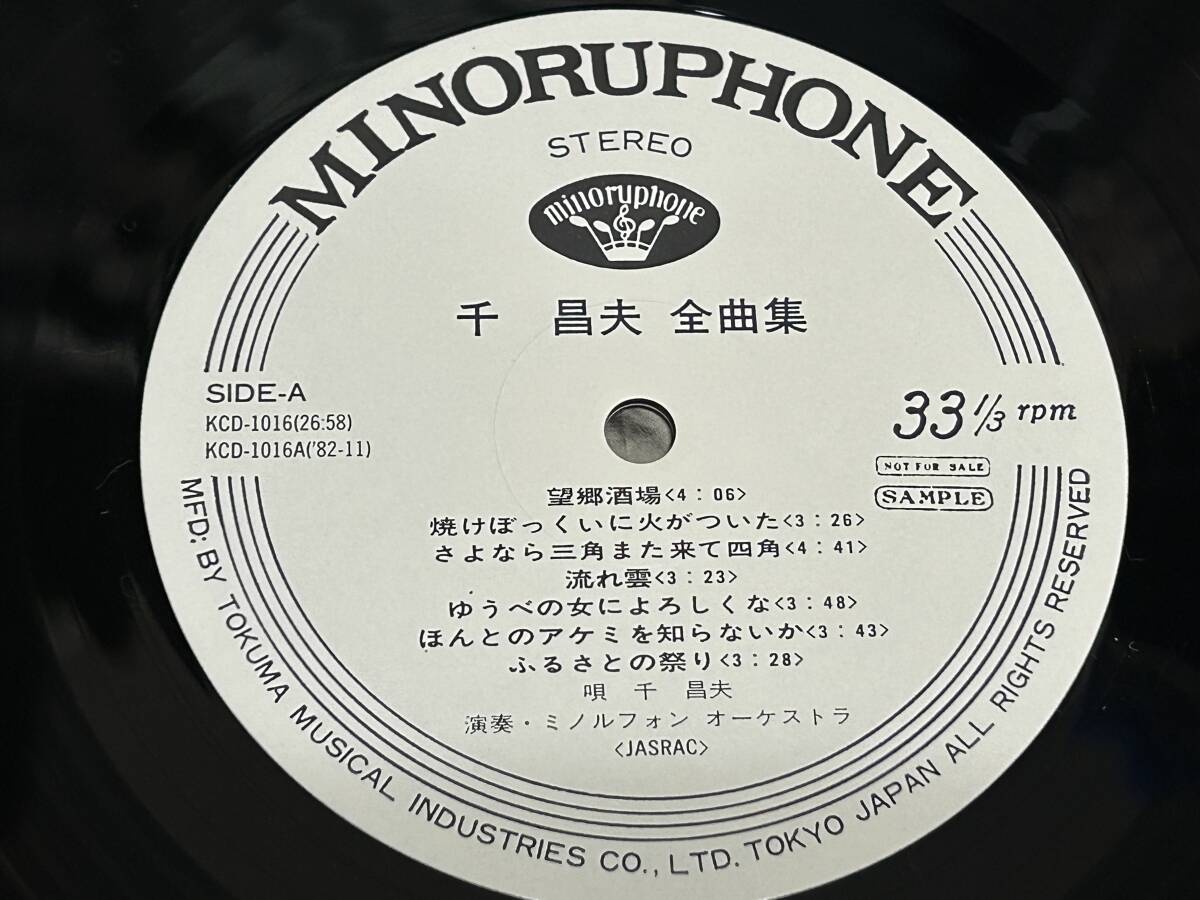 MINORUPHONE
STEREO
minoruphone
千 昌夫 全曲集
SIDE-A
KCD-1016(26:58)
KCD-1016A('82-11)
33 1/3 rpm
NOT FOR SALE
SAMPLE
望郷酒場<4:06>
焼けぼっくいに火がついた<3:26>
さよなら三角また来て四角<4:41>
流れ雲<3:23>
ゆうべの女によろしくな<3:48>
ほんとのアケミを知らないか<3:43>
ふるさとの祭り<3:28>
唄 千 昌夫
演奏・ミノルフォン オーケストラ
<JASRAC>
MFD: BY TOKUMA MUSICAL INDUSTRIES CO., LTD. TOKYO JAPAN ALL RIGHTS RESERVED